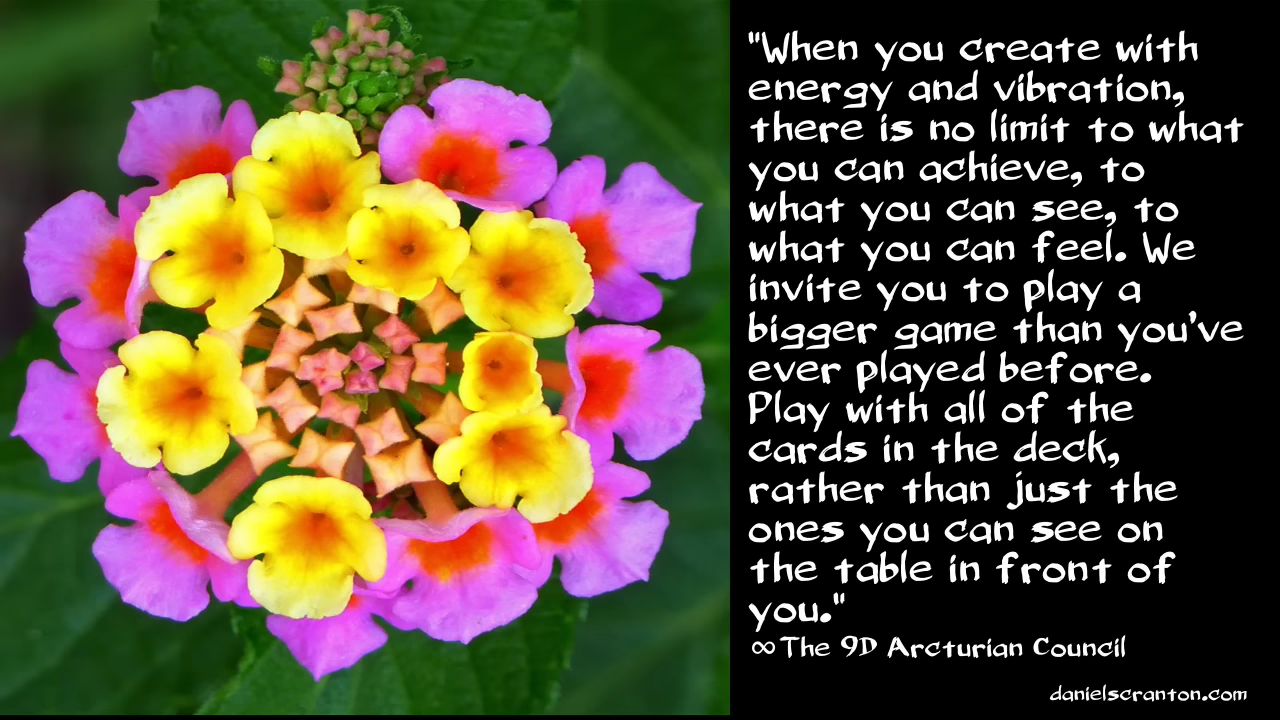 "When you create with
energy and vibration,
there is no limit to what
you can achieve, to
what you can see, to
what you can feel. We
invite you to play a
bigger game than you've
ever played before.
Play with all of the
cards in the deck,
rather than just the
ones you can see on
the table in front of
you."
∞The 9D Arcturian Council
danielscranton.com